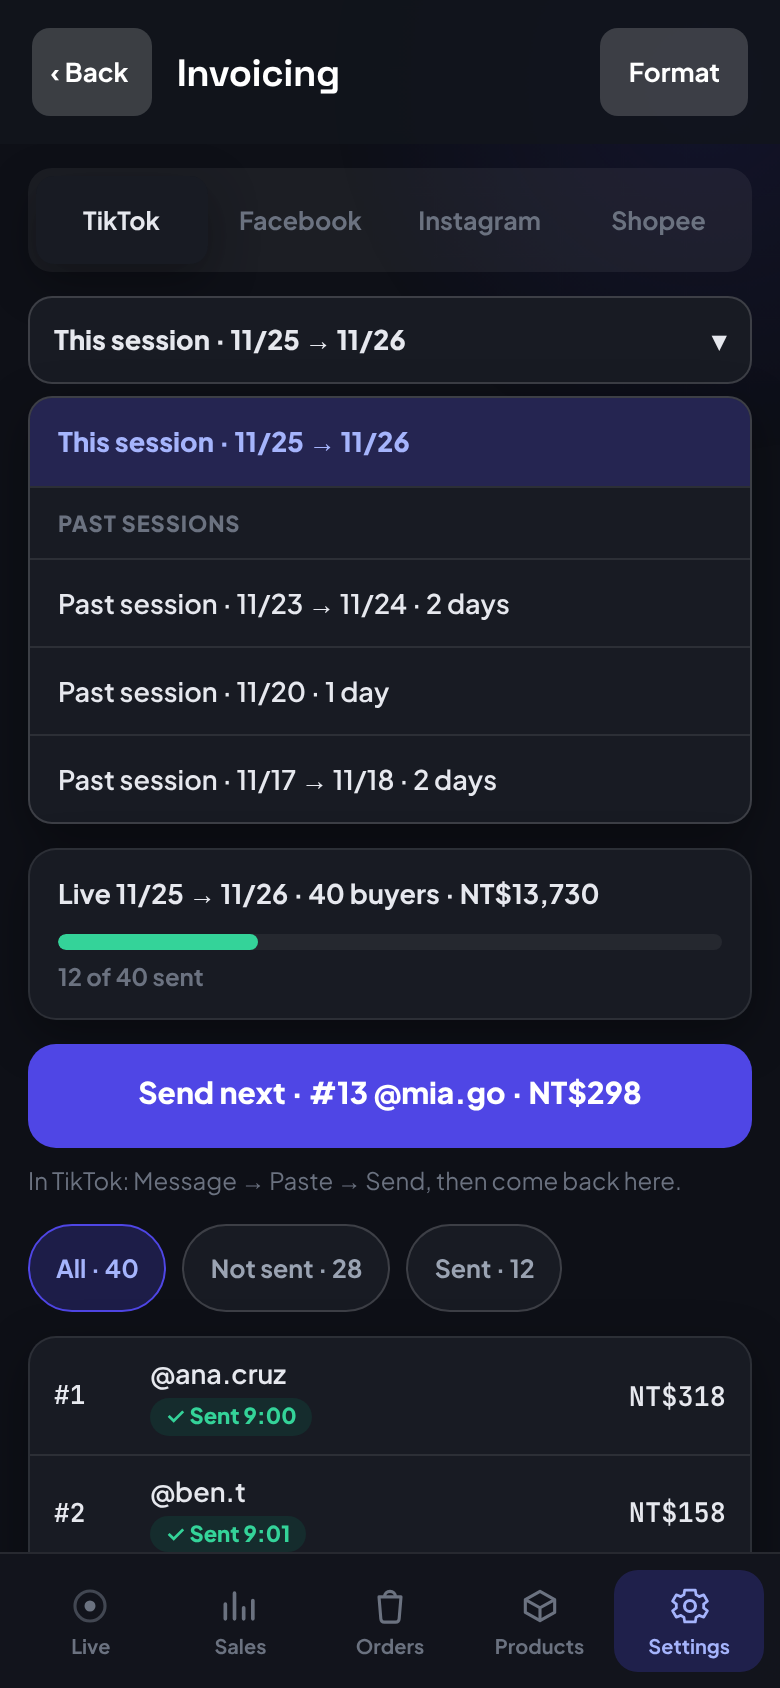 ‹ Back
Invoicing
Format
TikTok
Facebook
Instagram
Shopee
This session · 11/25 → 11/26 ▼
This session · 11/25 → 11/26
PAST SESSIONS
Past session · 11/23 → 11/24 · 2 days
Past session · 11/20 · 1 day
Past session · 11/17 → 11/18 · 2 days
Live 11/25 → 11/26 · 40 buyers · NT$13,730
12 of 40 sent
Send next · #13 @mia.go · NT$298
In TikTok: Message → Paste → Send, then come back here.
All · 40
Not sent · 28
Sent · 12
#1
@ana.cruz
✓ Sent 9:00
NT$318
#2
@ben.t
✓ Sent 9:01
NT$158
Live
Sales
Orders
Products
Settings